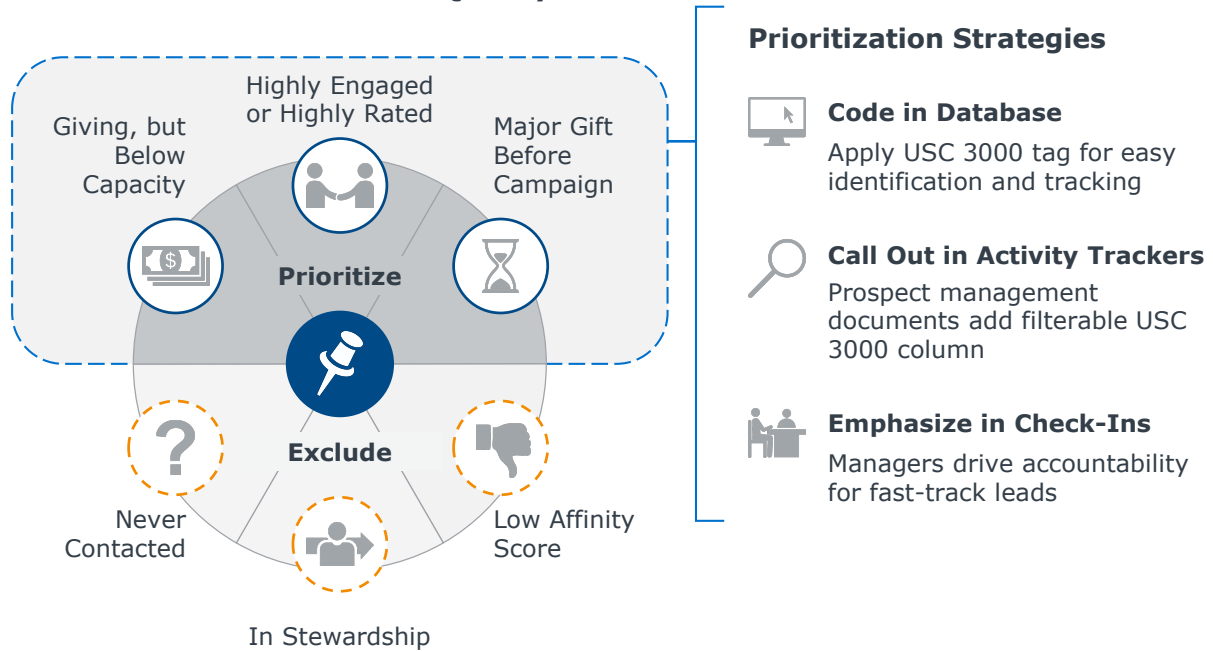 Highly Engaged
or Highly Rated
Giving, but
Below
Capacity
Major Gift
Before
Campaign
$
Prioritize
Exclude
?
Never
Contacted
Low Affinity
Score
In Stewardship
Prioritization Strategies
Code in Database
Apply USC 3000 tag for easy
identification and tracking
Call Out in Activity Trackers
Prospect management
documents add filterable USC
3000 column
Emphasize in Check-Ins
Managers drive accountability
for fast-track leads